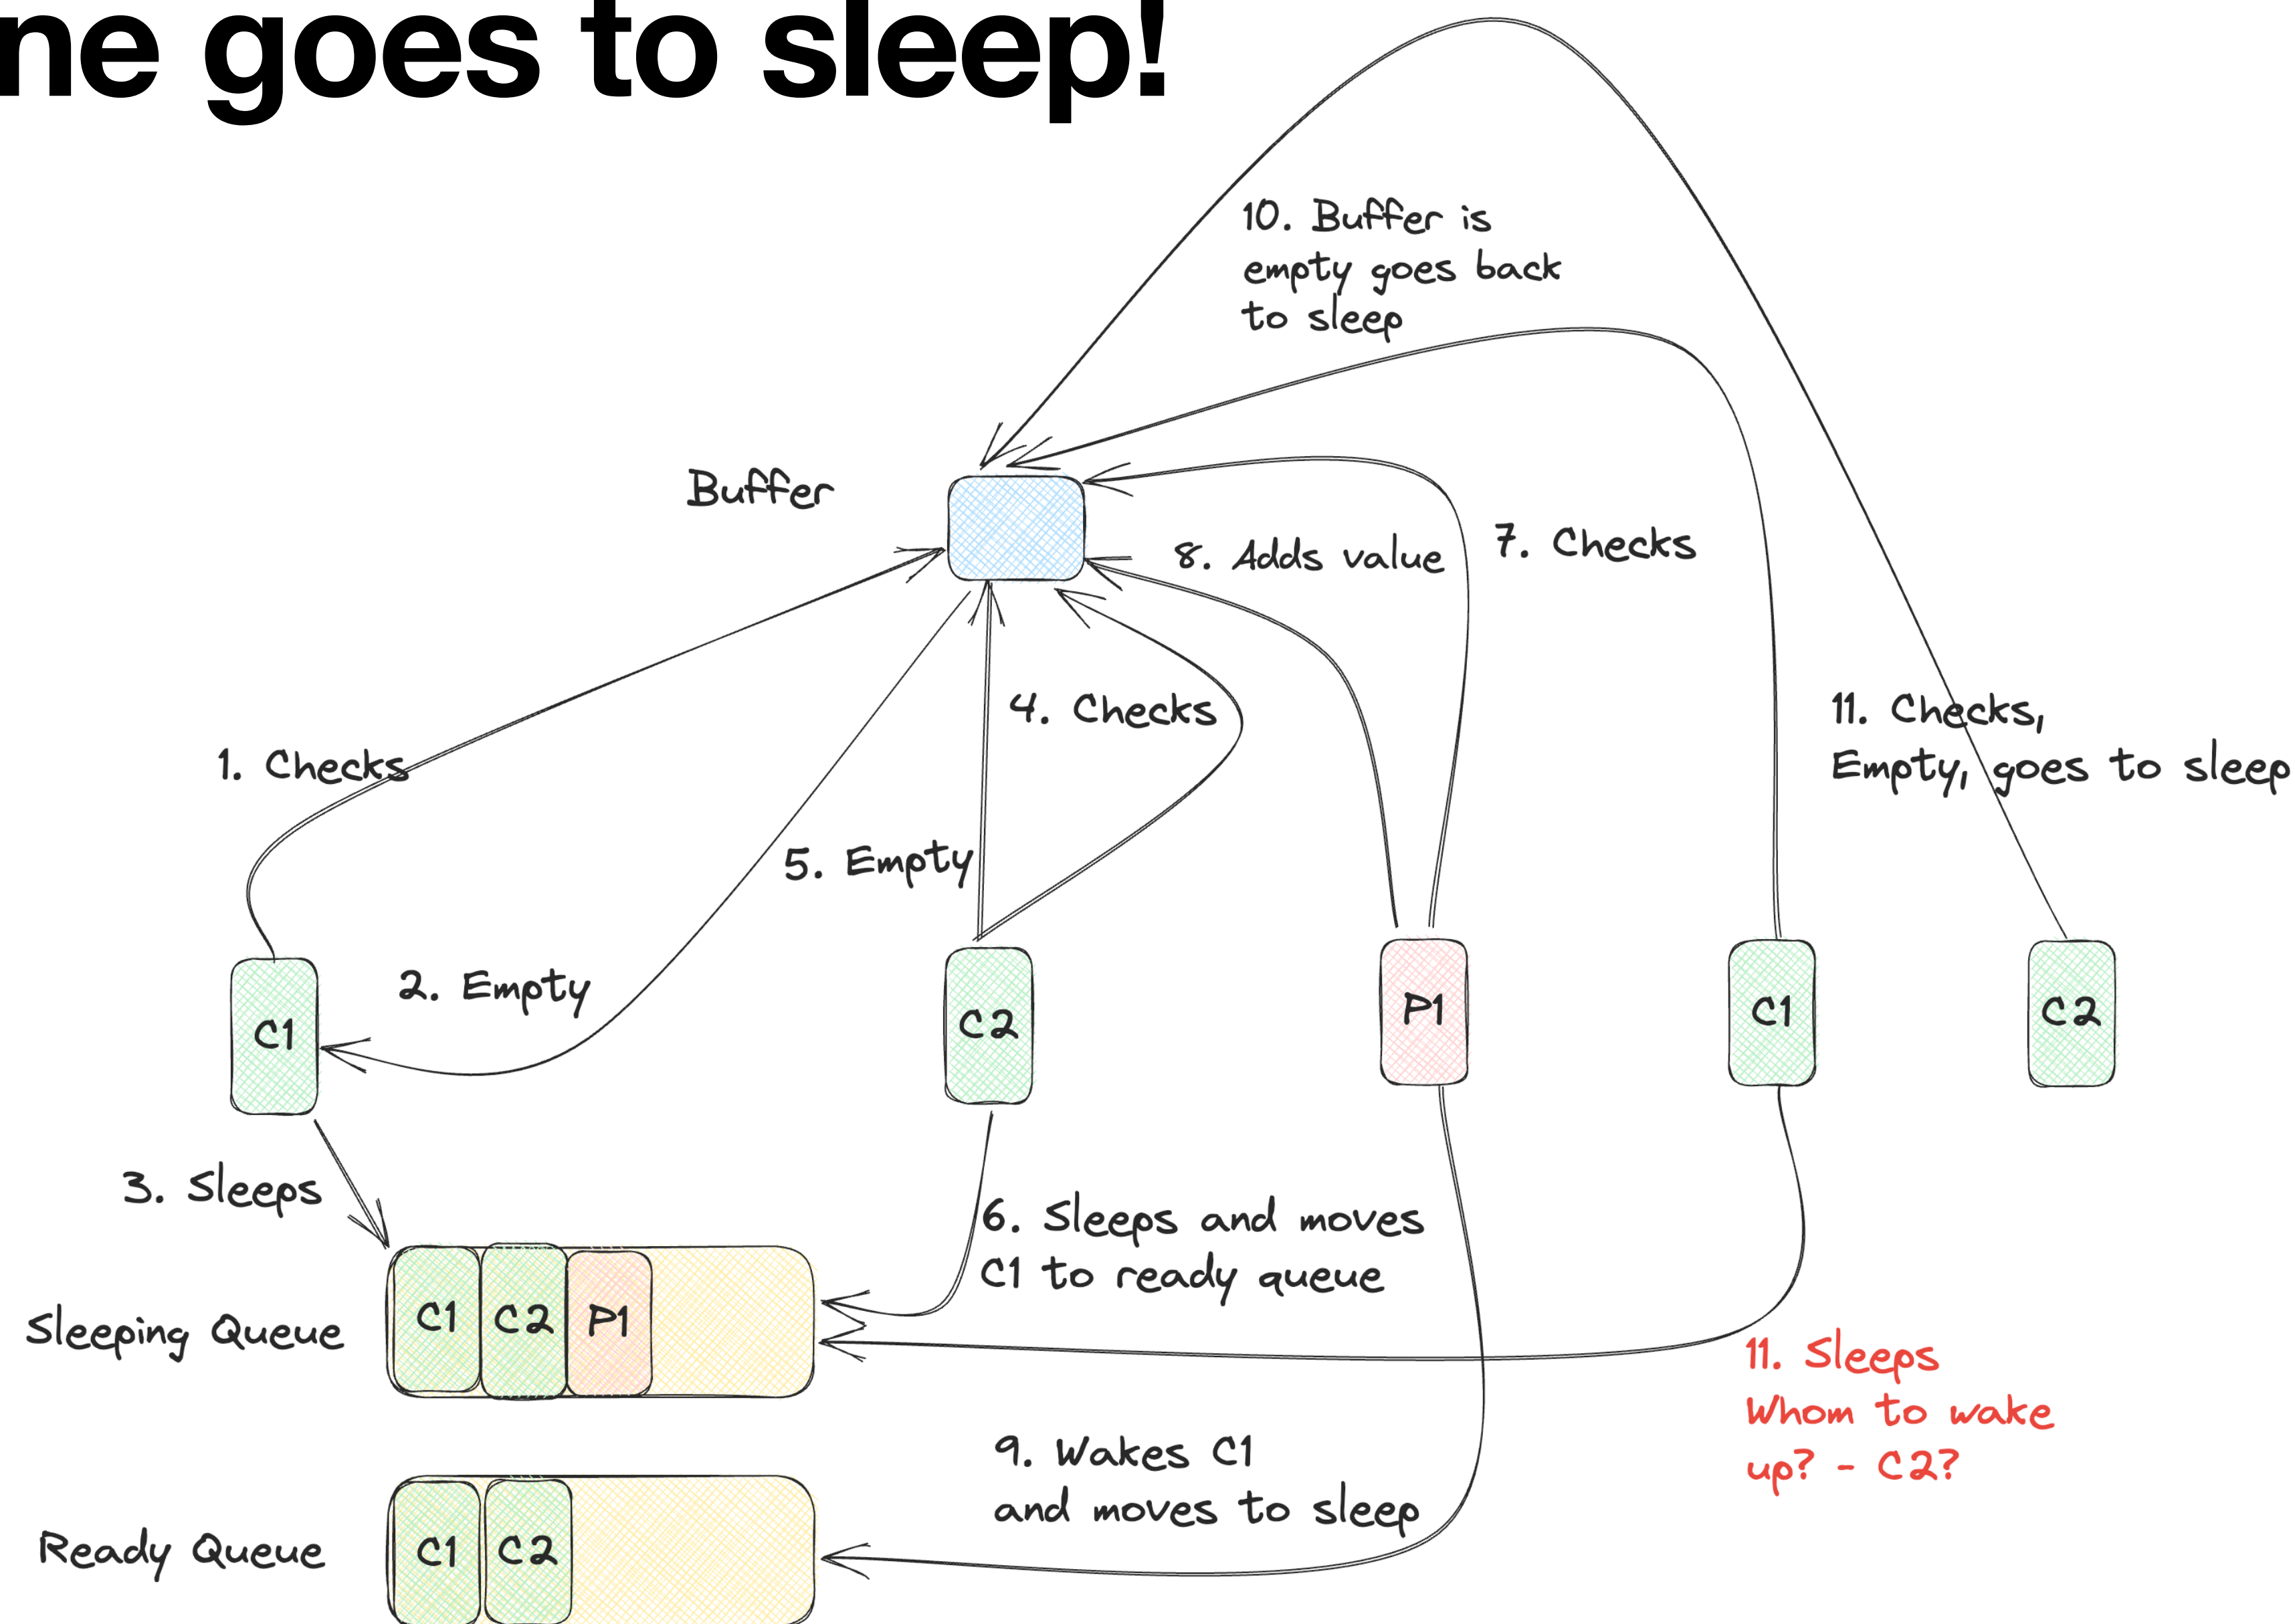 ne goes to sleep!
10. Buffer is
empty goes back
to sleep
Buffer
8. Adds value
7. Checks
4. Checks
11. Checks,
Empty, goes to sleep
1. Checks
5. Empty
2. Empty
C1
C2
P1
C1
C2
3. Sleeps
6. Sleeps and moves
C1 to ready queue
Sleeping Queue
C1
C2
P1
11. Sleeps
Whom to wake
up? - C2?
9. Wakes C1
and moves to sleep
Ready Queue
C1
C2